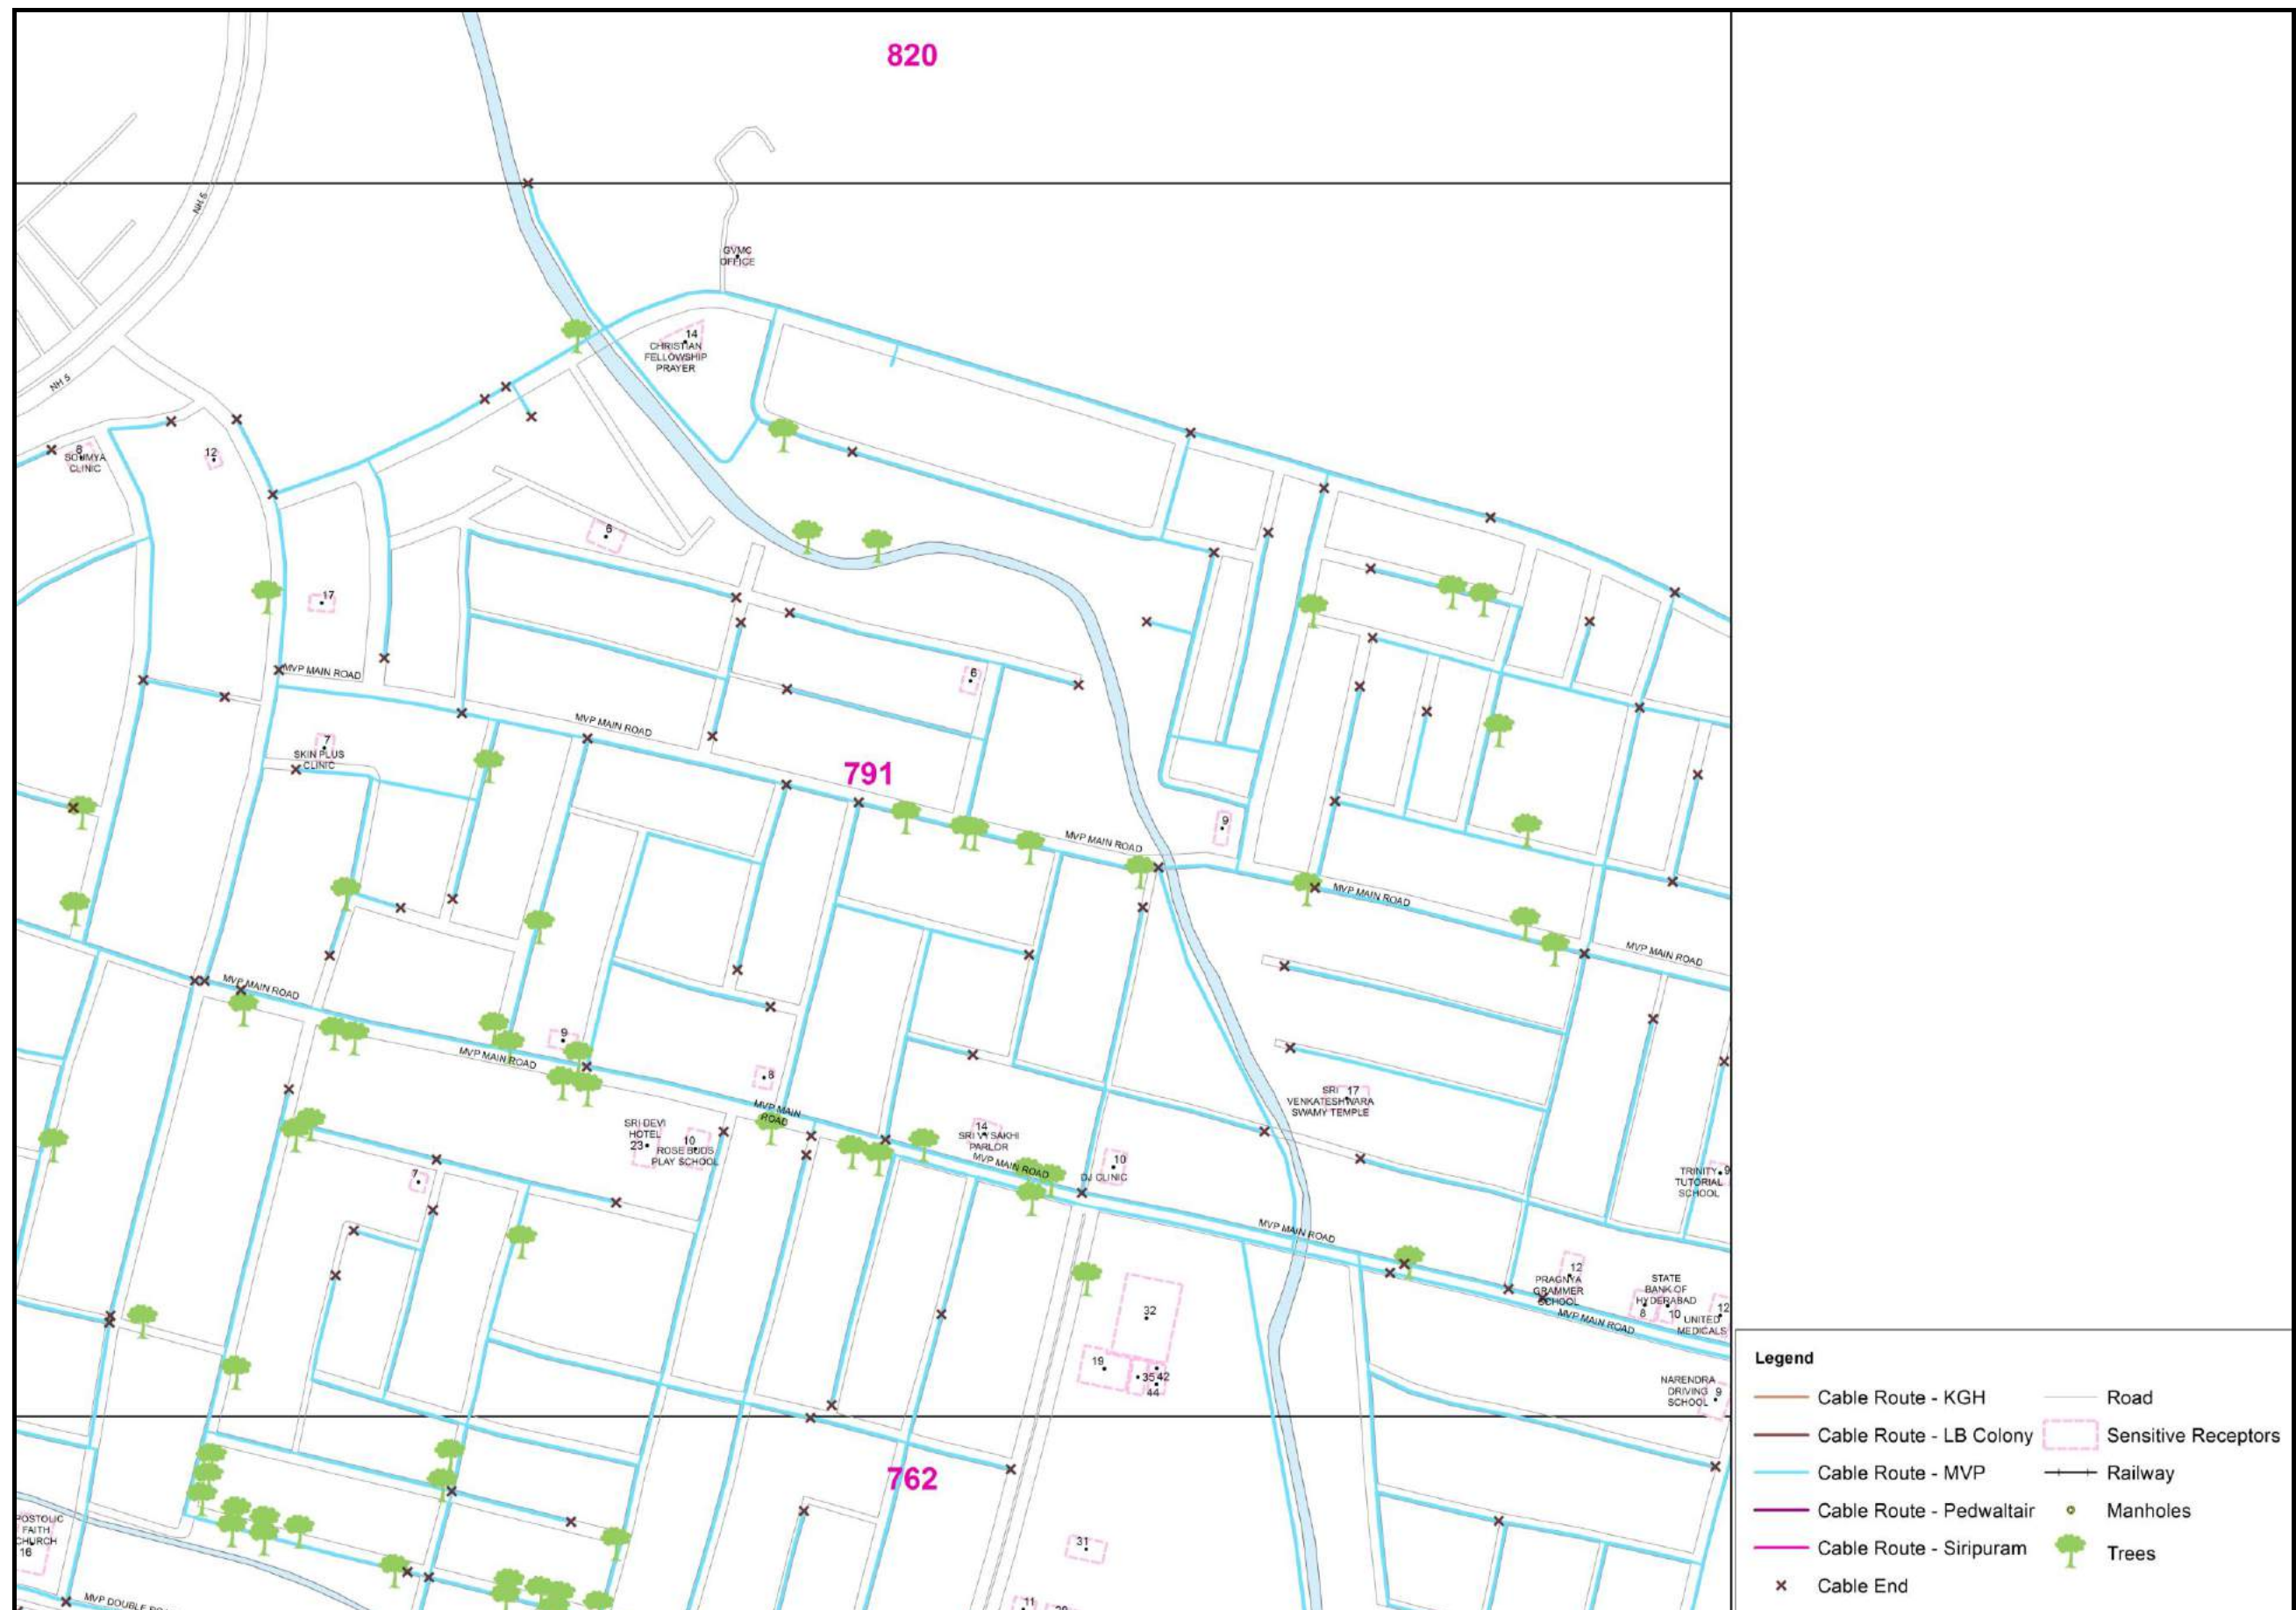 820
NH 5
GVMC
OFFICE
14
CHRISTIAN
FELLOWSHIP
PRAYER
NH 5
8
SOUMYA
CLINIC
12
6
17
MVP MAIN ROAD
6
MVP MAIN ROAD
7
SKIN PLUS
CLINIC
791
9
MVP MAIN ROAD
MVP MAIN ROAD
MVP MAIN ROAD
MVP MAIN ROAD
9
MVP MAIN ROAD
8
MVP MAIN
ROAD
SRI 17
VENKATESHWARA
SWAMY TEMPLE
SRI DEVI
HOTEL
23
10
ROSE BUDS
PLAY SCHOOL
14
SRI VYSAKHI
PARLOR
MVP MAIN ROAD
10
DJ CLINIC
7
TRINITY 9
TUTORIAL
SCHOOL
MVP MAIN ROAD
12
PRAGNYA
GRAMMER
SCHOOL
STATE
BANK OF
HYDERABAD
8
10
12
UNITED
MEDICALS
MVP MAIN ROAD
32
19
35
42
44
NARENDRA
DRIVING 9
SCHOOL
762
POSTOLIC
FAITH
CHURCH
16
31
11
MVP DOUBLE
Legend
Cable Route - KGH
Cable Route - LB Colony
Cable Route - MVP
Cable Route - Pedwaltair
Cable Route - Siripuram
Cable End
Road
Sensitive Receptors
Railway
Manholes
Trees